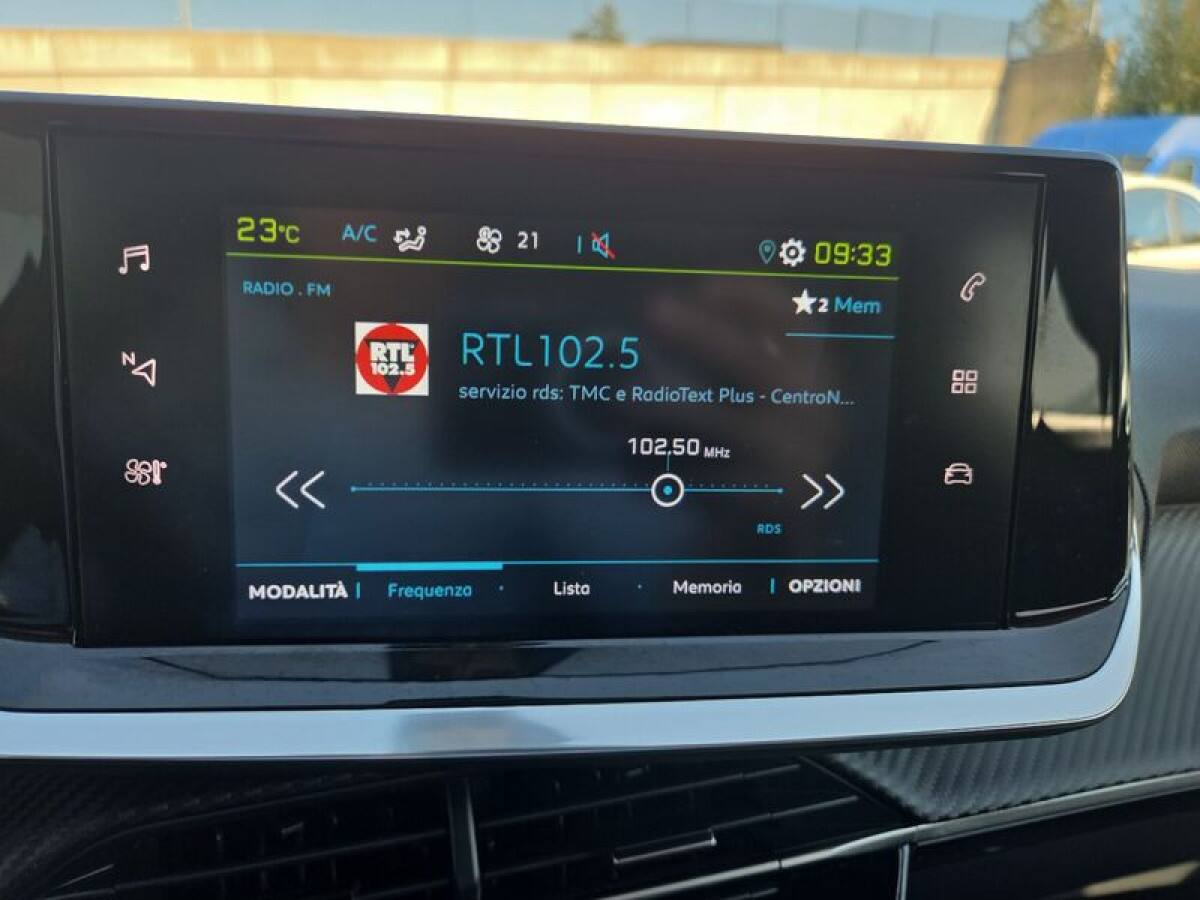 23°C A/C 21 09:33
RADIO . FM
2 Mem
RTL
102.5
RTL102.5
servizio rds: TMC e RadioText Plus - CentroN...
N
102.50 MHz
RDS
MODALITÀ Frequenza Lista Memoria OPZIONI